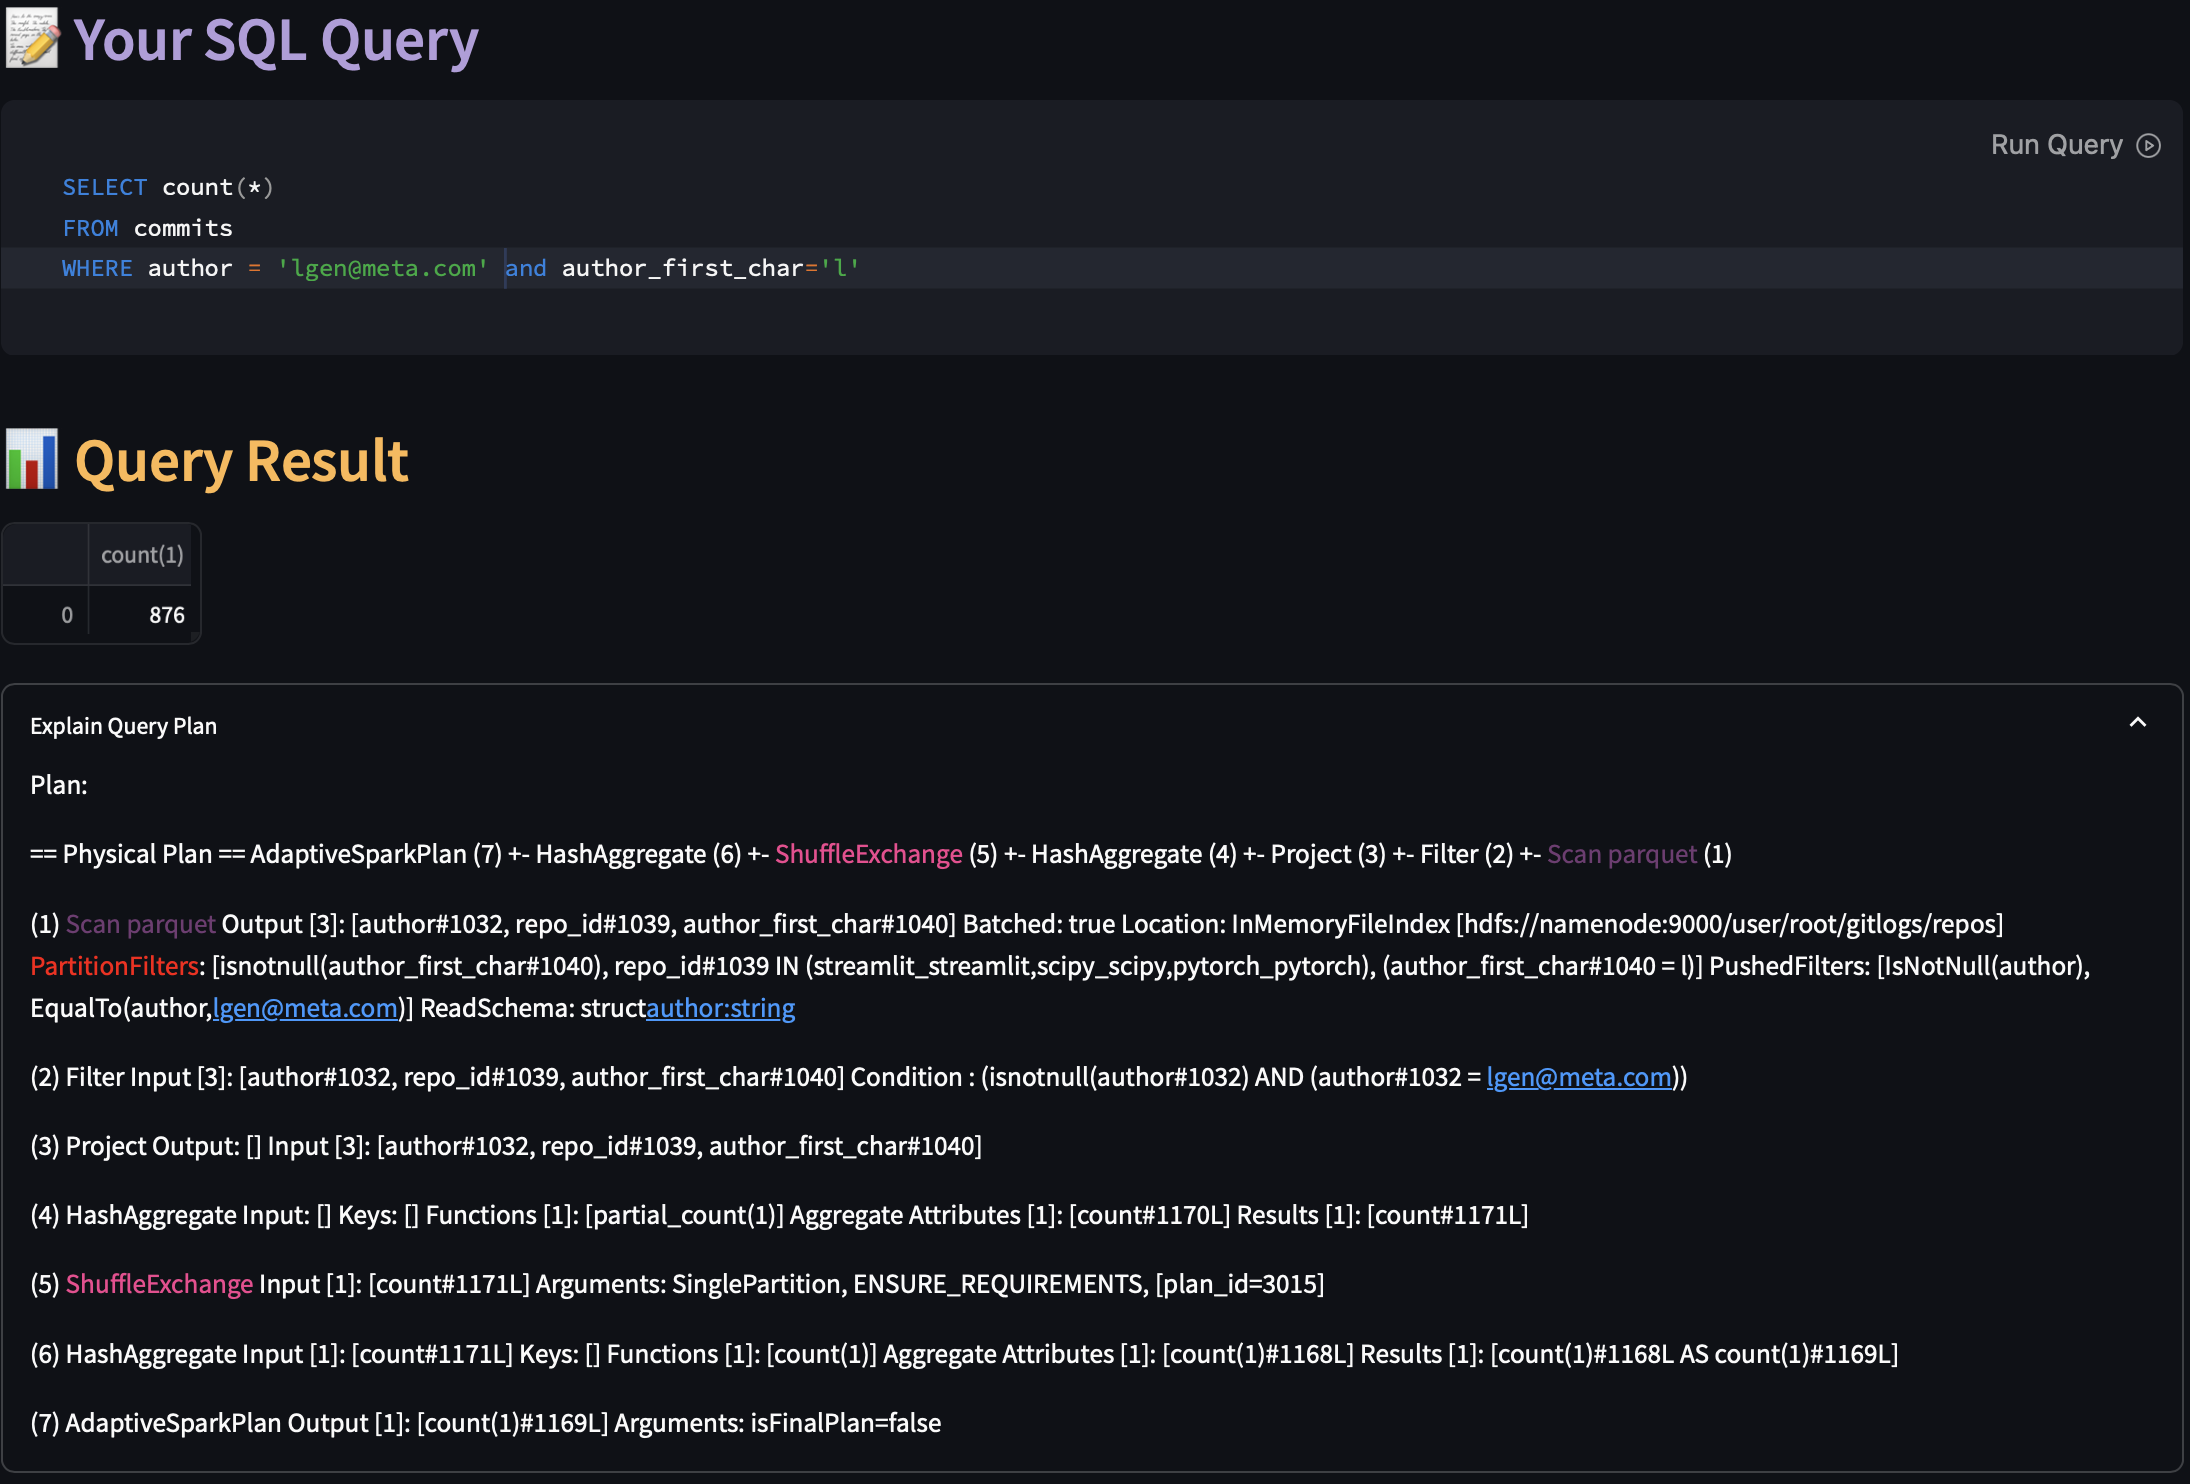 Your SQL Query
Run Query
SELECT count(*)
FROM commits
WHERE author = 'lgen@meta.com' and author_first_char='l'
Query Result
count(1)
0 876
Explain Query Plan
Plan:
== Physical Plan == AdaptiveSparkPlan (7) +- HashAggregate (6) +- ShuffleExchange (5) +- HashAggregate (4) +- Project (3) +- Filter (2) +- Scan parquet (1)
(1) Scan parquet Output [3]: [author#1032, repo_id#1039, author_first_char#1040] Batched: true Location: InMemoryFileIndex [hdfs://namenode:9000/user/root/gitlogs/repos]
PartitionFilters: [isnotnull(author_first_char#1040), repo_id#1039 IN (streamlit_streamlit,scipy_scipy,pytorch_pytorch), (author_first_char#1040 = l)] PushedFilters: [IsNotNull(author),
EqualTo(author,lgen@meta.com)] ReadSchema: structauthor:string
(2) Filter Input [3]: [author#1032, repo_id#1039, author_first_char#1040] Condition : (isnotnull(author#1032) AND (author#1032 = lgen@meta.com))
(3) Project Output: [] Input [3]: [author#1032, repo_id#1039, author_first_char#1040]
(4) HashAggregate Input: [] Keys: [] Functions [1]: [partial_count(1)] Aggregate Attributes [1]: [count#1170L] Results [1]: [count#1171L]
(5) ShuffleExchange Input [1]: [count#1171L] Arguments: SinglePartition, ENSURE_REQUIREMENTS, [plan_id=3015]
(6) HashAggregate Input [1]: [count#1171L] Keys: [] Functions [1]: [count(1)] Aggregate Attributes [1]: [count(1)#1168L] Results [1]: [count(1)#1168L AS count(1)#1169L]
(7) AdaptiveSparkPlan Output [1]: [count(1)#1169L] Arguments: isFinalPlan=false